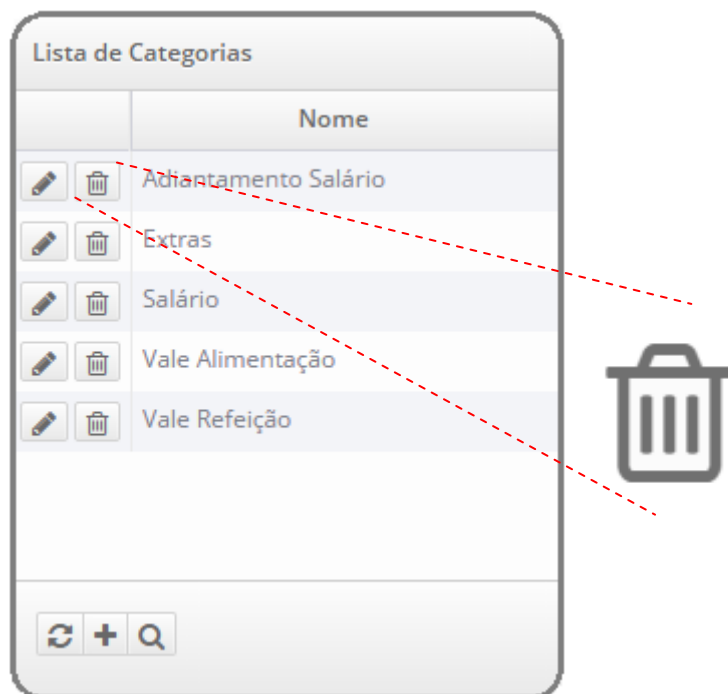 Lista de Categorias
Nome
Adiantamento Salário
Extras
Salário
Vale Alimentação
Vale Refeição